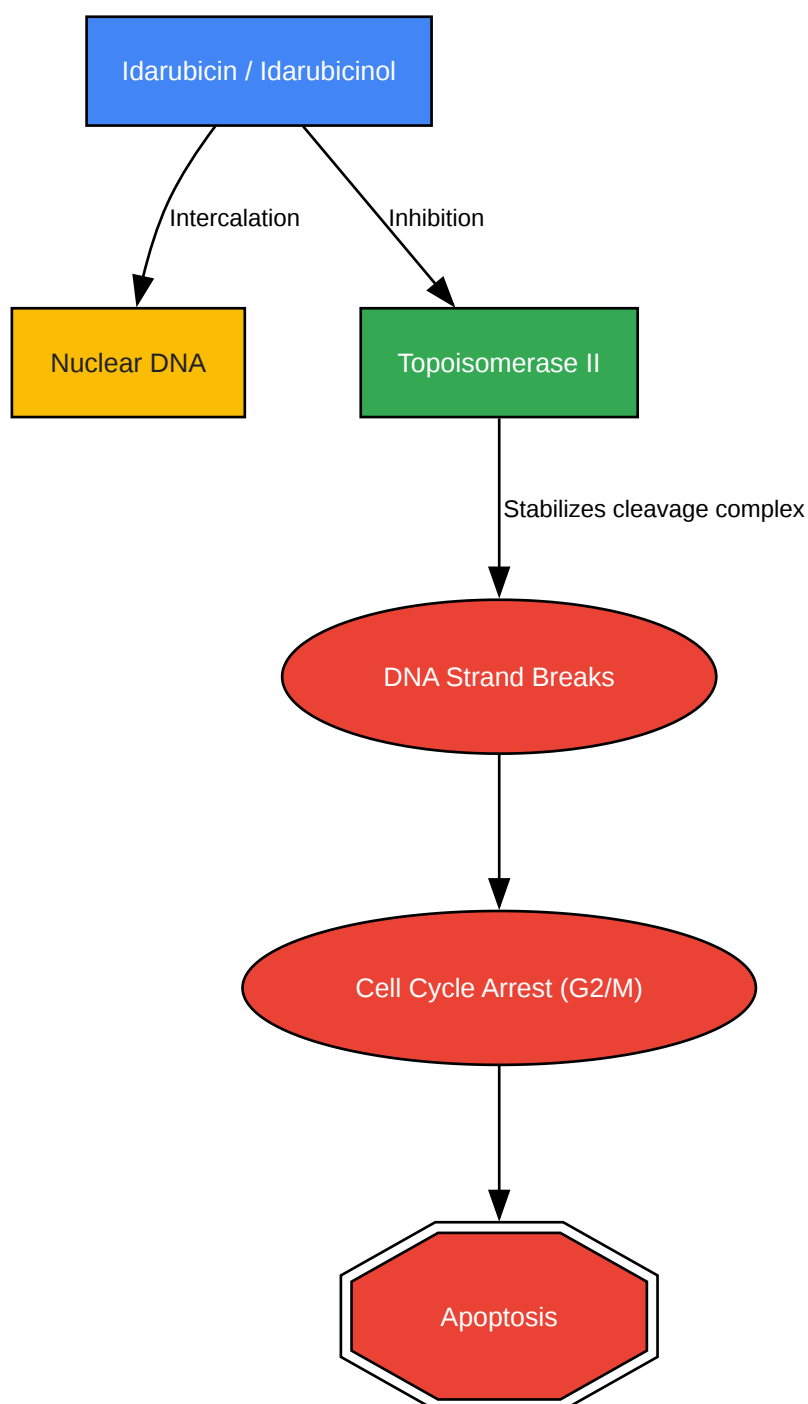 Idarubicin / Idarubicinol
Intercalation
Inhibition
Nuclear DNA
Topoisomerase II
Stabilizes cleavage complex
DNA Strand Breaks
Cell Cycle Arrest (G2/M)
Apoptosis